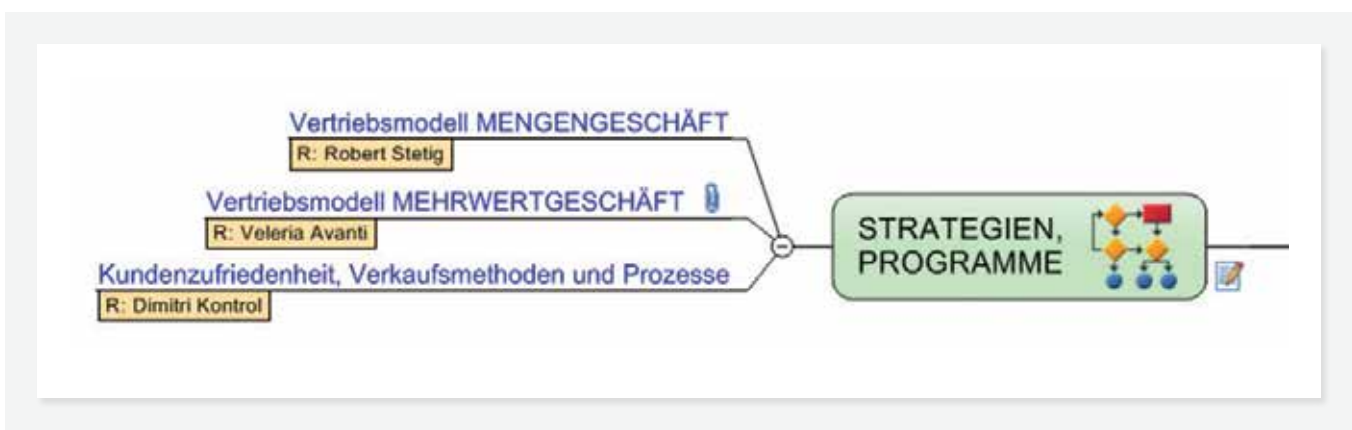 Vertriebsmodell MENGENGESCHÄFT
R: Robert Stetig
Vertriebsmodell MEHRWERTGESCHÄFT
R: Veleria Avanti
Kundenzufriedenheit, Verkaufsmethoden und Prozesse
R: Dimitri Kontrol
STRATEGIEN,
PROGRAMME